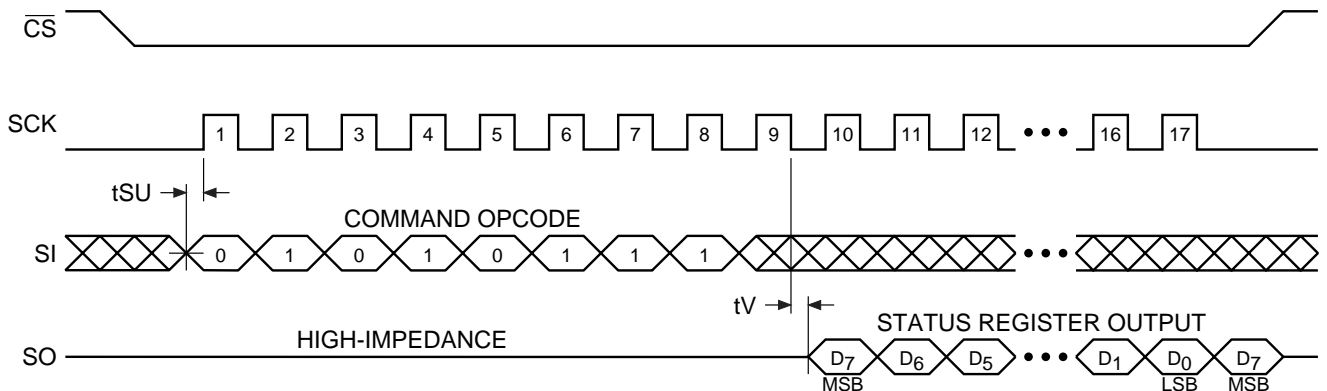 CS
SCK
1 2 3 4 5 6 7 8 9 10 11 12 ••• 16 17
tSU
COMMAND OPCODE
SI
0 1 0 1 0 1 1 1 •••
tV
HIGH-IMPEDANCE
STATUS REGISTER OUTPUT
SO
D7 D6 D5 ••• D1 D0 D7
MSB LSB MSB